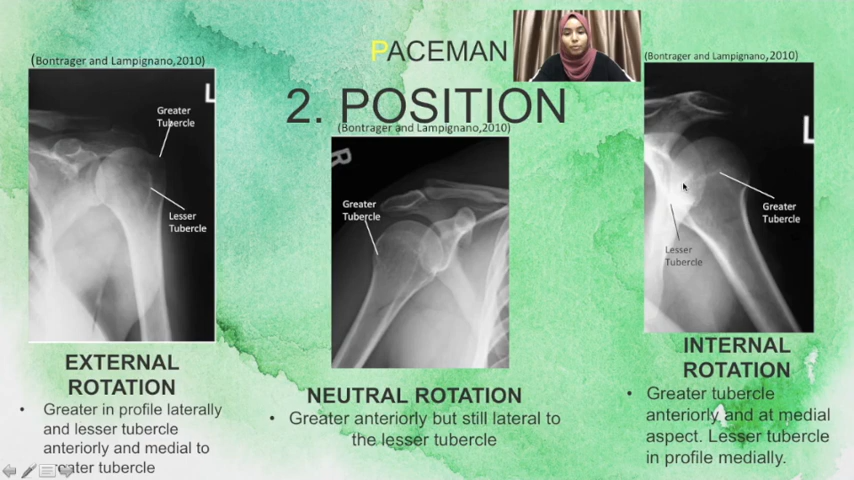 PACEMAN
2. POSITION
(Bontrager and Lampignano,2010)
L
Greater
Tubercle
Lesser
Tubercle
EXTERNAL
ROTATION
• Greater in profile laterally
and lesser tubercle
anteriorly and medial to
greater tubercle
(Bontrager and Lampignano,2010)
R
Greater
Tubercle
NEUTRAL ROTATION
• Greater anteriorly but still lateral to
the lesser tubercle
(Bontrager and Lampignano,2010)
L
Greater
Tubercle
Lesser
Tubercle
INTERNAL
ROTATION
• Greater tubercle
anteriorly and at medial
aspect. Lesser tubercle
in profile medially.